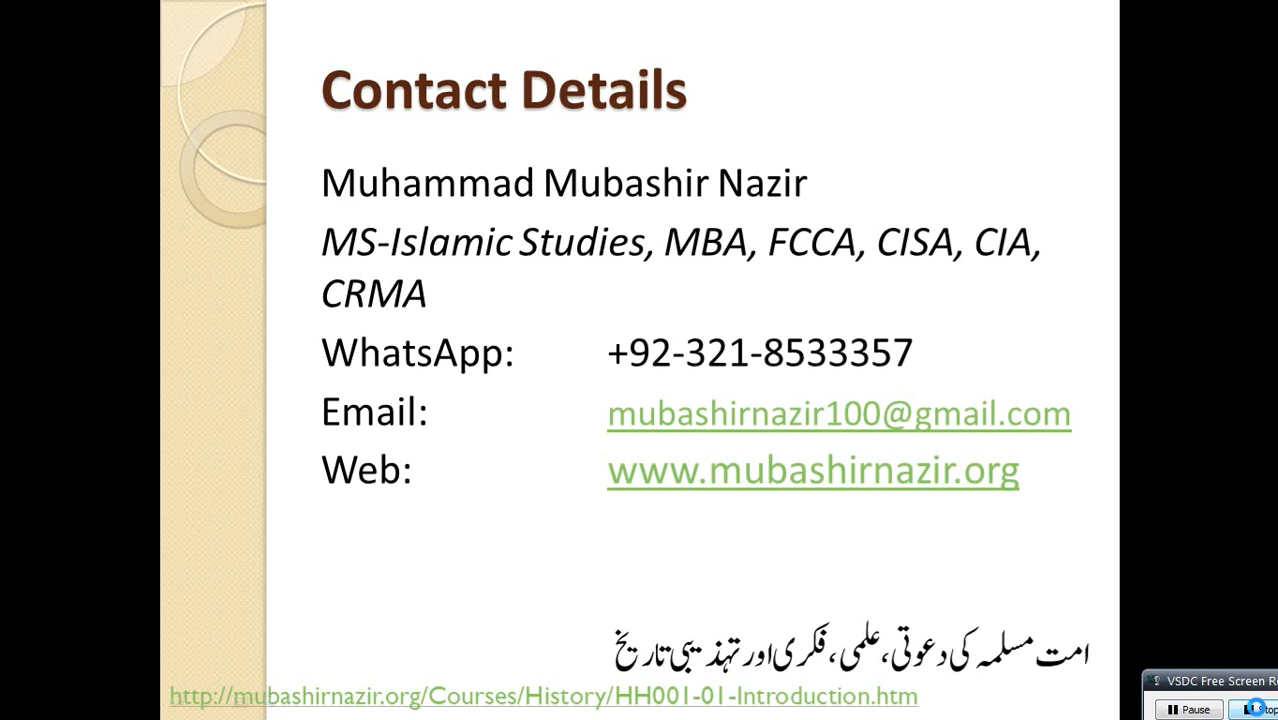 Contact Details
Muhammad Mubashir Nazir
MS-Islamic Studies, MBA, FCCA, CISA, CIA,
CRMA
WhatsApp: +92-321-8533357
Email: mubashirnazir100@gmail.com
Web: www.mubashirnazir.org
امت مسلمہ کی دعوتی، علمی، فکری اور تہذیبی تاریخ
http://mubashirnazir.org/Courses/History/HH001-01-Introduction.htm
VSDC Free Screen Re
Pause Stop